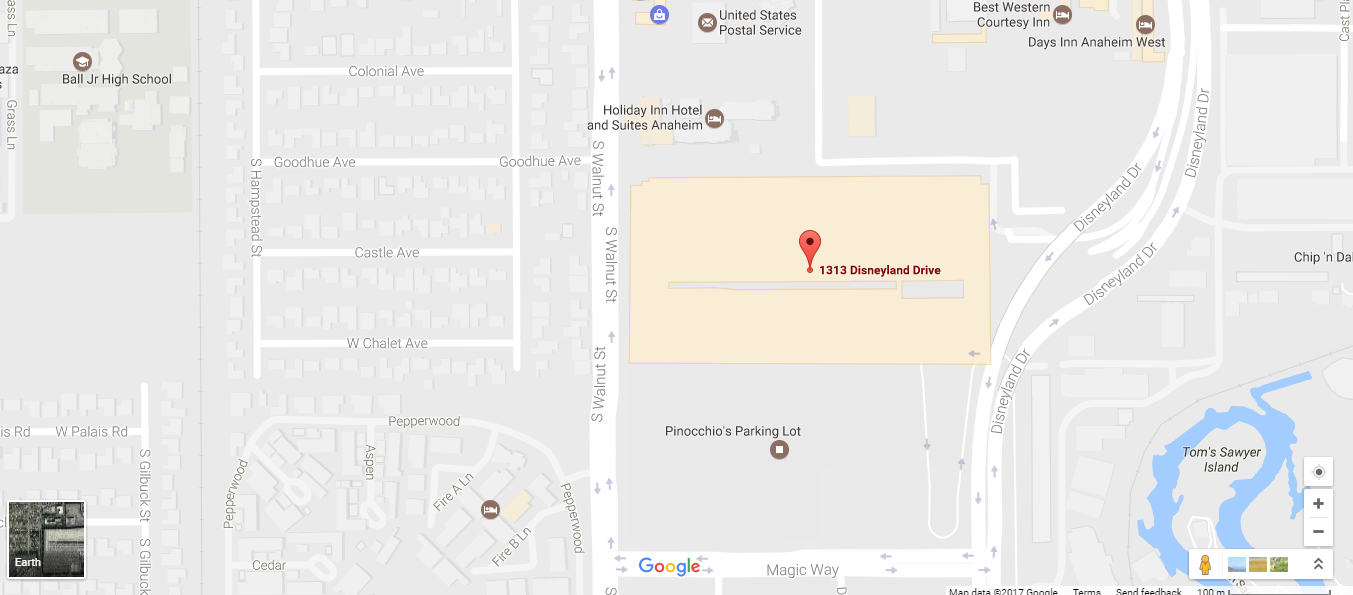 United States
Postal Service
Best Western
Courtesy Inn
Days Inn Anaheim West
Ball Jr High School
Colonial Ave
Holiday Inn Hotel
and Suites Anaheim
Grass Ln
Goodhue Ave
Goodhue Ave
S Hampstead St
S Walnut St
Disneyland Dr
Disneyland Dr
Castle Ave
S Walnut St
1313 Disneyland Drive
Disneyland Dr
Chip 'n Dal
W Chalet Ave
S Walnut St
Disneyland Dr
Pepperwood
is Rd
W Palais Rd
Pinocchio's Parking Lot
Tom's Sawyer
Island
Aspen
S Gilbuck St
Pepperwood
Fire A Ln
Pepperwood
Fire B Ln
S Gilbuck
Earth
Cedar
Google
Magic Way
Map data ©2017 Google
Terms
Send feedback
100 m